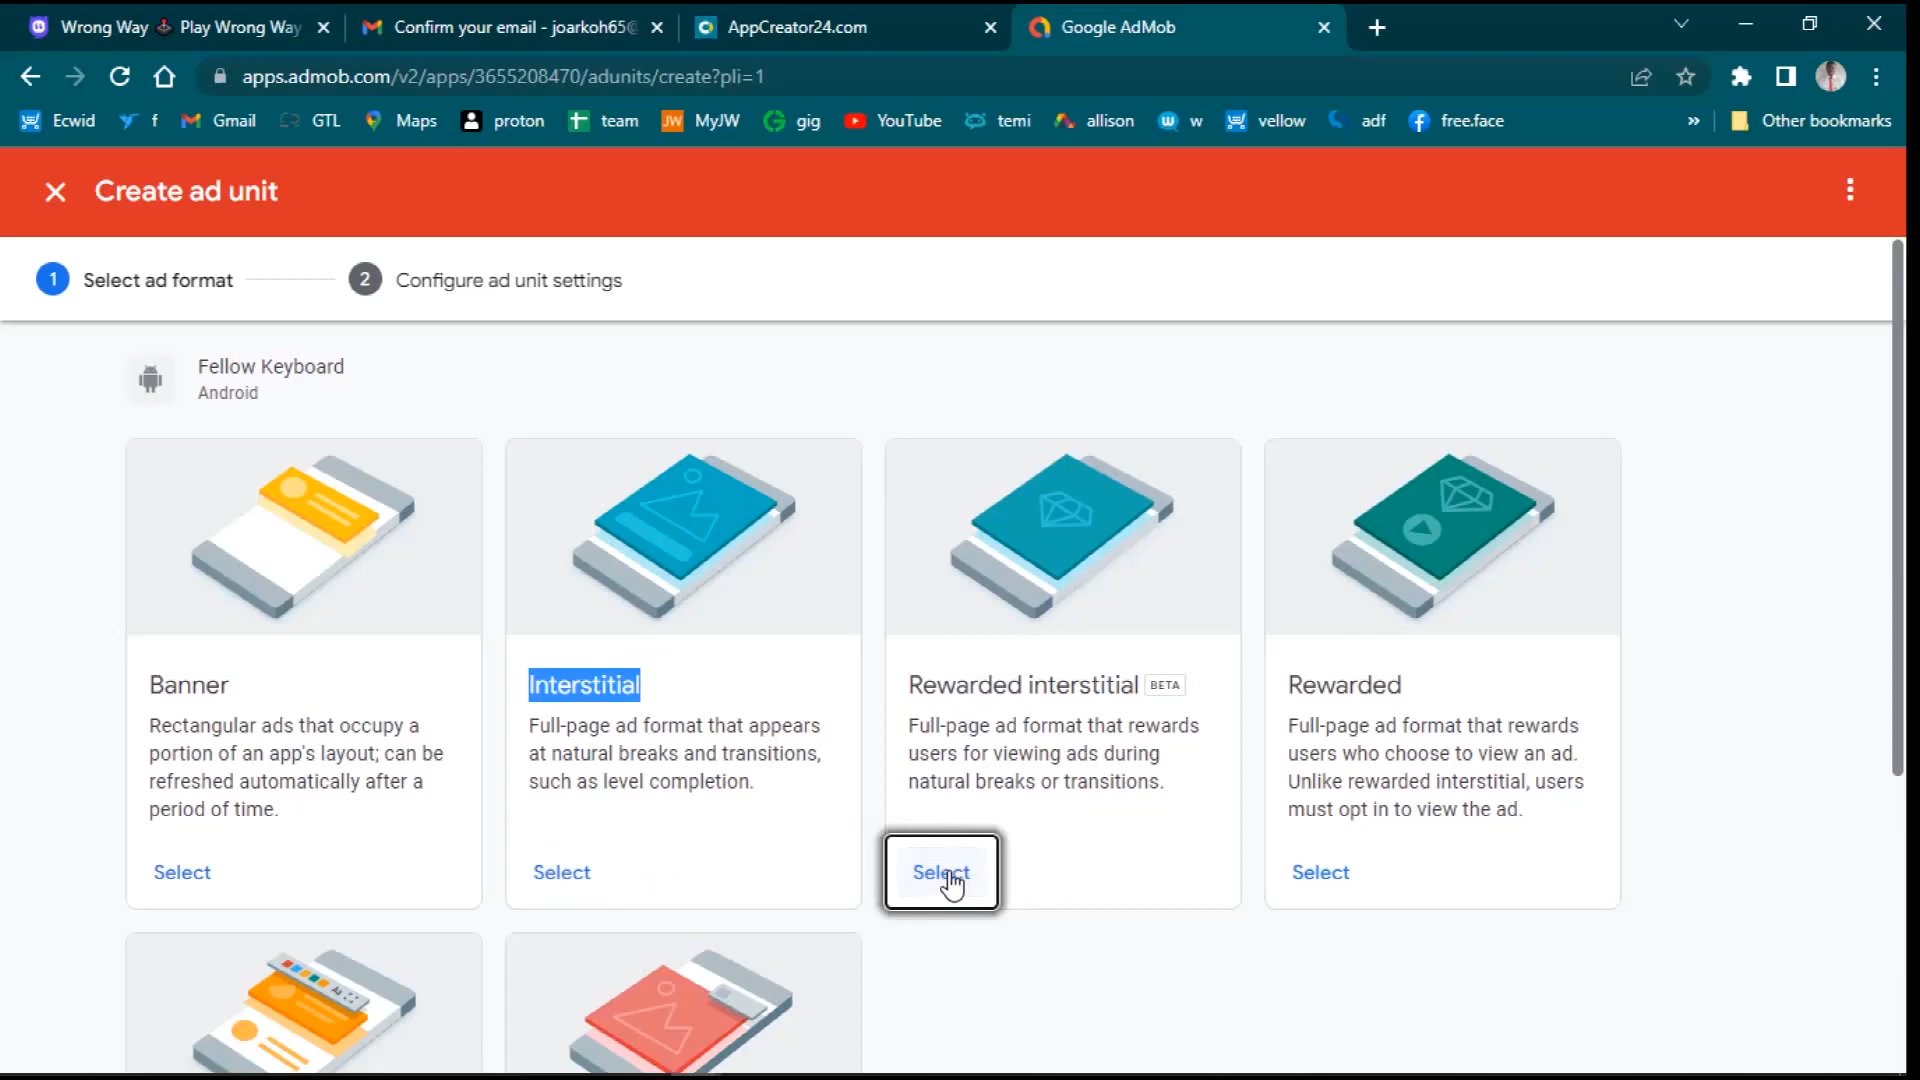 Wrong Way Play Wrong Way
Confirm your email - joarkoh65@
AppCreator24.com
Google AdMob
apps.admob.com/v2/apps/3655208470/adunits/create?pli=1
Ecwid f Gmail GTL Maps proton team MyJW gig YouTube temi allison w vellow adf free.face » Other bookmarks
Create ad unit
1 Select ad format 2 Configure ad unit settings
Fellow Keyboard
Android
Banner
Rectangular ads that occupy a
portion of an app's layout; can be
refreshed automatically after a
period of time.
Select
Interstitial
Full-page ad format that appears
at natural breaks and transitions,
such as level completion.
Select
Rewarded interstitial BETA
Full-page ad format that rewards
users for viewing ads during
natural breaks or transitions.
Select
Rewarded
Full-page ad format that rewards
users who choose to view an ad.
Unlike rewarded interstitial, users
must opt in to view the ad.
Select